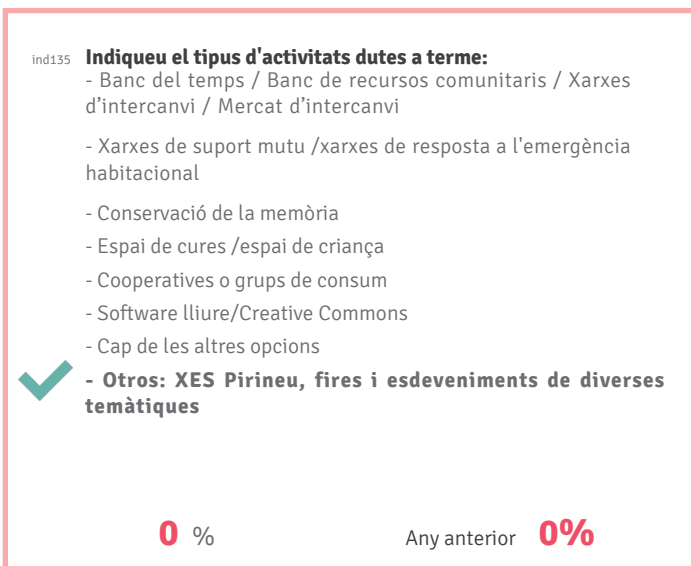 ind135 Indiqueu el tipus d'activitats dutes a terme:
- Banc del temps / Banc de recursos comunitaris / Xarxes
d’intercanvi / Mercat d’intercanvi
- Xarxes de suport mutu /xarxes de resposta a l'emergència
habitacional
- Conservació de la memòria
- Espai de cures /espai de criança
- Cooperatives o grups de consum
- Software lliure/Creative Commons
- Cap de les altres opcions
- Otros: XES Pirineu, fires i esdeveniments de diverses
temàtiques
0 % Any anterior 0%